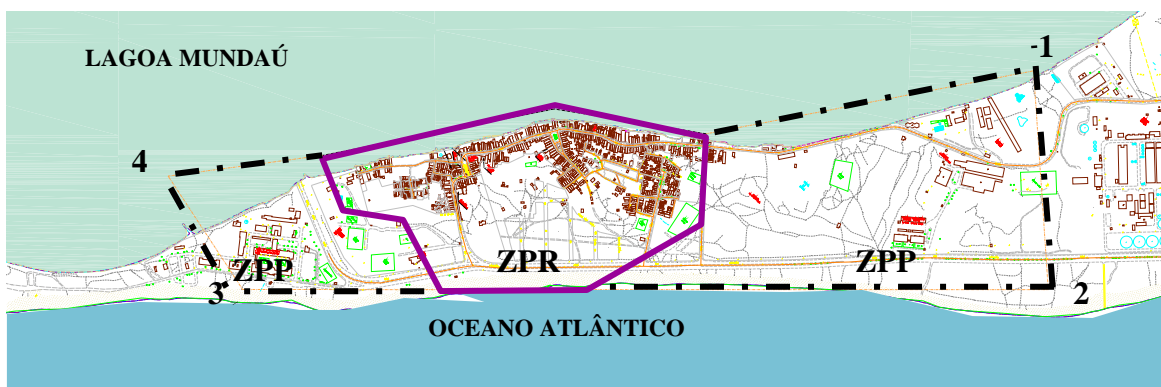 -1
LAGOA MUNDAÚ
4
ZPP
ZPR
ZPP
3
2
OCEANO ATLÂNTICO